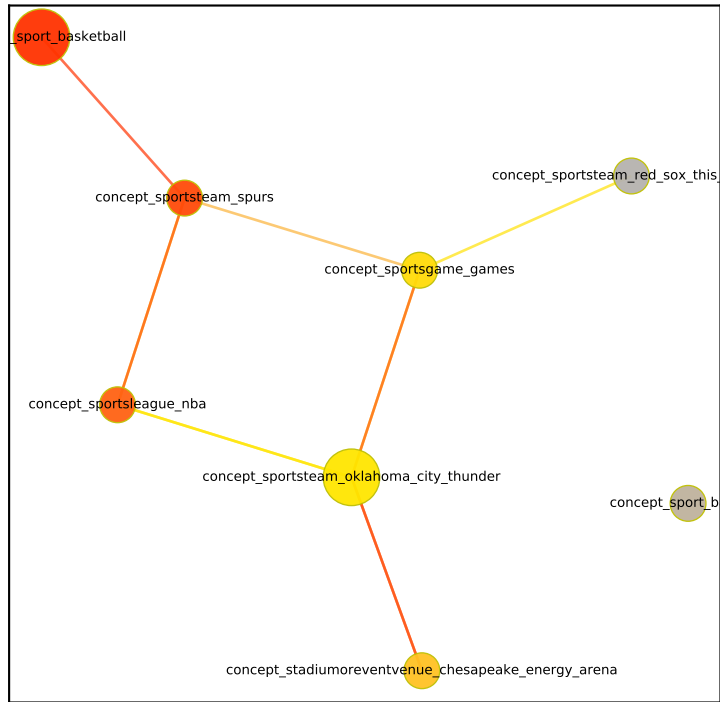 _sport_basketball
concept_sportsteam_red_sox_this_
concept_sportsteam_spurs
concept_sportsgame_games
concept_sportsleague_nba
concept_sportsteam_oklahoma_city_thunder
concept_sport_b
concept_stadiumoreventvenue_chesapeake_energy_arena